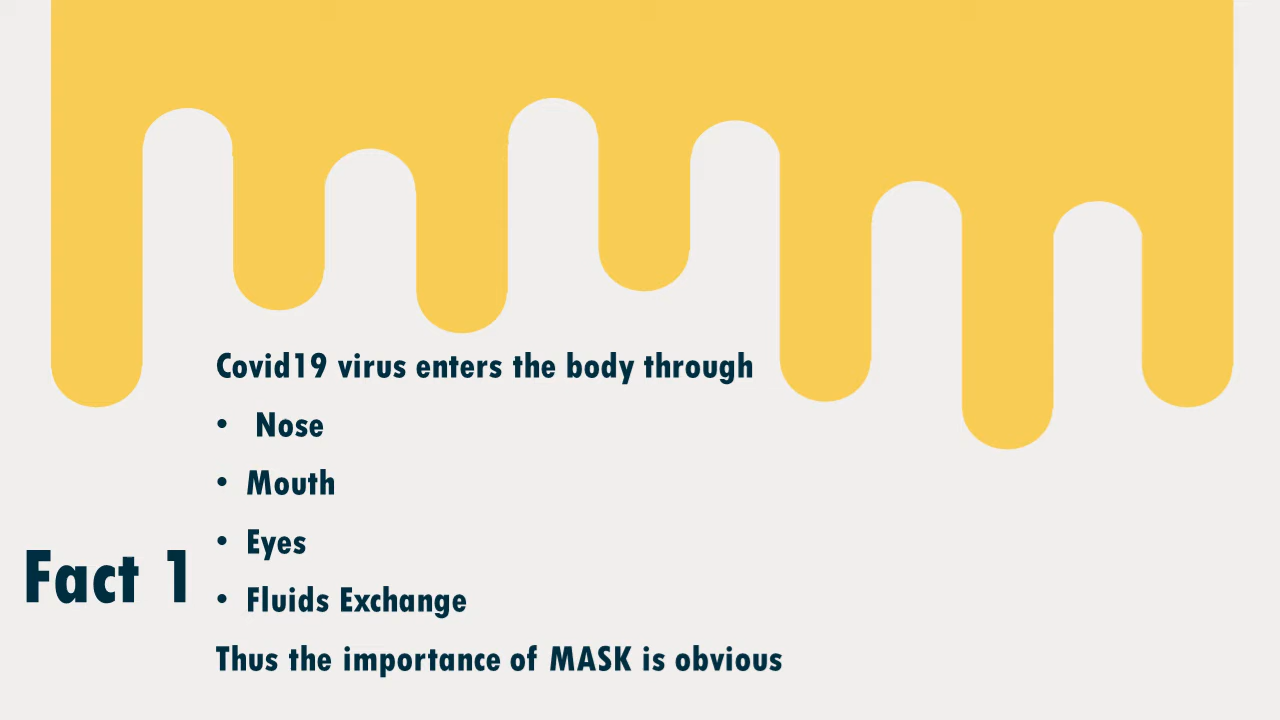 Covid19 virus enters the body through
• Nose
• Mouth
• Eyes
• Fluids Exchange
Thus the importance of MASK is obvious
Fact 1